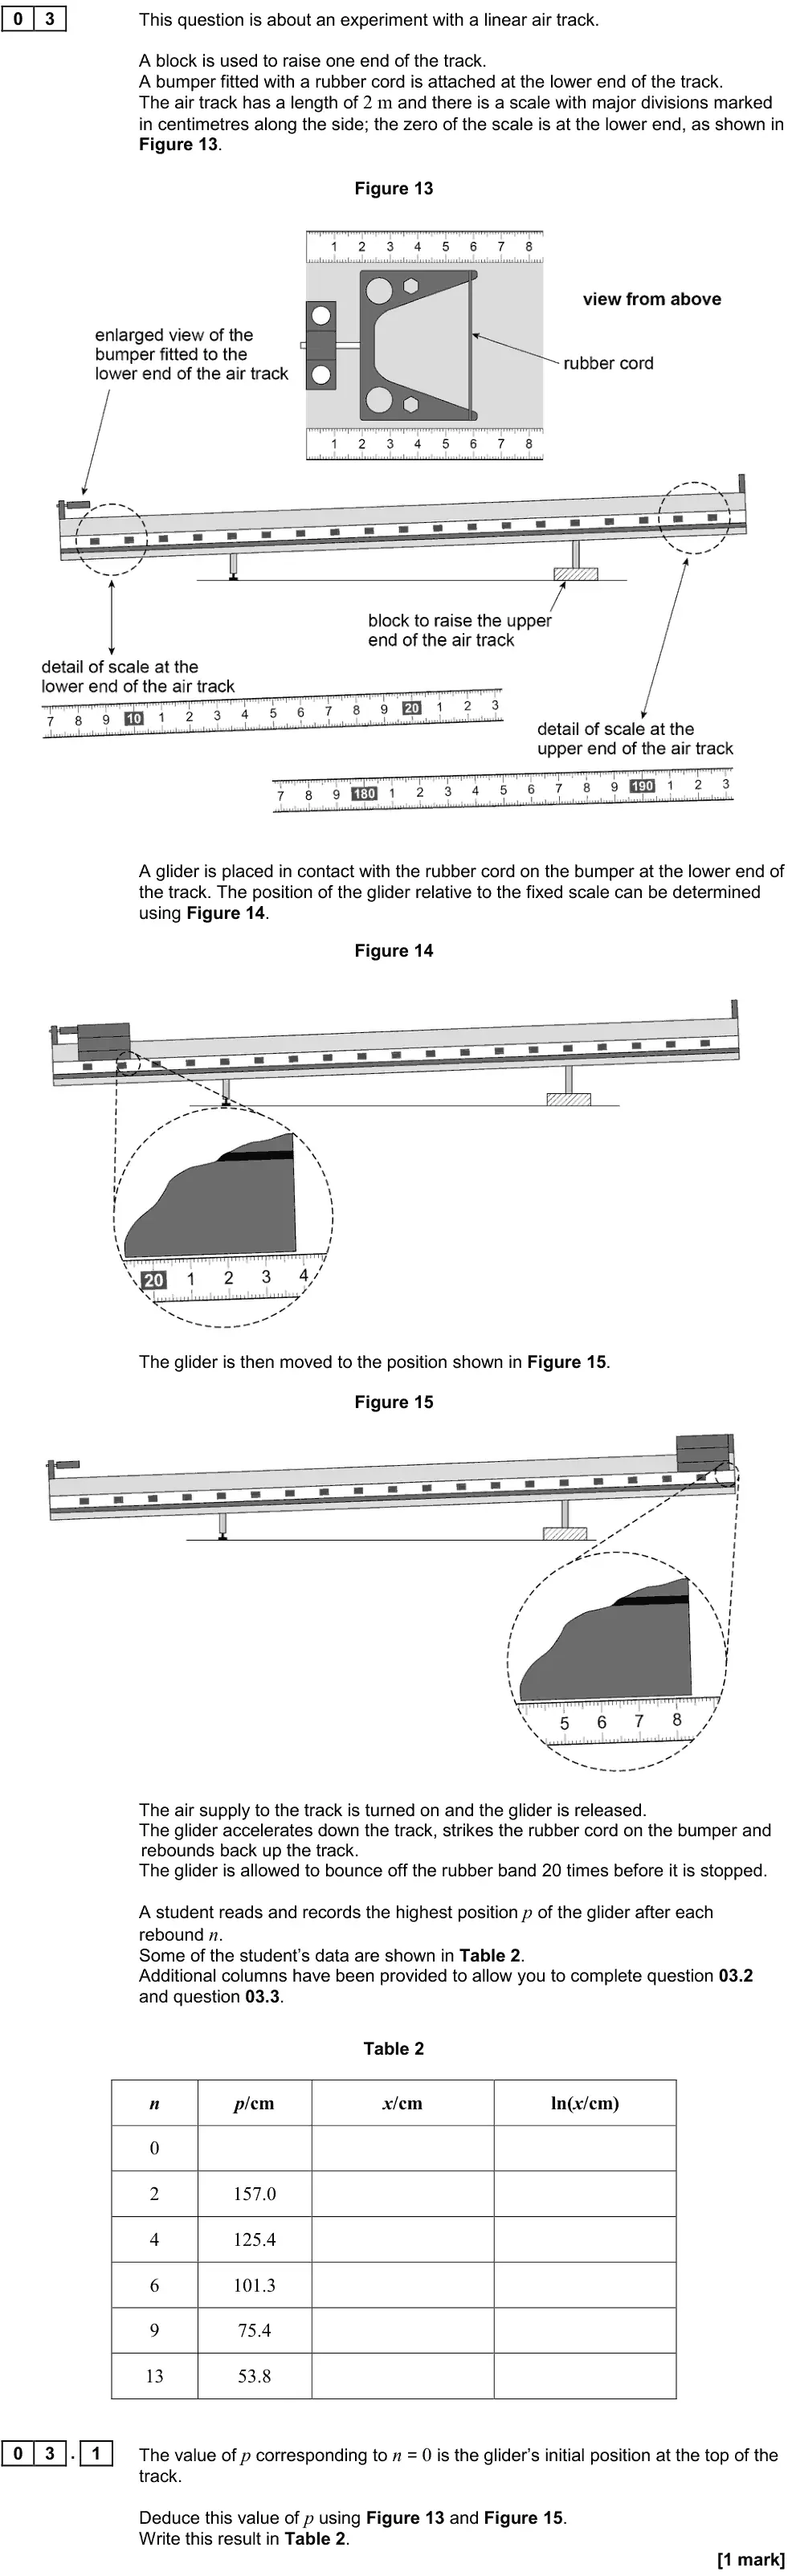 0 3 This question is about an experiment with a linear air track.
A block is used to raise one end of the track.
A bumper fitted with a rubber cord is attached at the lower end of the track.
The air track has a length of 2 m and there is a scale with major divisions marked
in centimetres along the side; the zero of the scale is at the lower end, as shown in
Figure 13.
Figure 13
1 2 3 4 5 6 7 8
view from above
enlarged view of the
bumper fitted to the
lower end of the air track
rubber cord
1 2 3 4 5 6 7 8
block to raise the upper
end of the air track
detail of scale at the
lower end of the air track
7 8 9 10 1 2 3 4 5 6 7 8 9 20 1 2 3
detail of scale at the
upper end of the air track
7 8 9 180 1 2 3 4 5 6 7 8 9 190 1 2 3
A glider is placed in contact with the rubber cord on the bumper at the lower end of
the track. The position of the glider relative to the fixed scale can be determined
using Figure 14.
Figure 14
20 1 2 3 4
The glider is then moved to the position shown in Figure 15.
Figure 15
5 6 7 8
The air supply to the track is turned on and the glider is released.
The glider accelerates down the track, strikes the rubber cord on the bumper and
rebounds back up the track.
The glider is allowed to bounce off the rubber band 20 times before it is stopped.
A student reads and records the highest position p of the glider after each
rebound n.
Some of the student's data are shown in Table 2.
Additional columns have been provided to allow you to complete question 03.2
and question 03.3.
Table 2
n p/cm x/cm ln(x/cm)
0
2 157.0
4 125.4
6 101.3
9 75.4
13 53.8
0 3 . 1 The value of p corresponding to n = 0 is the glider's initial position at the top of the
track.
Deduce this value of p using Figure 13 and Figure 15.
Write this result in Table 2.
[1 mark]